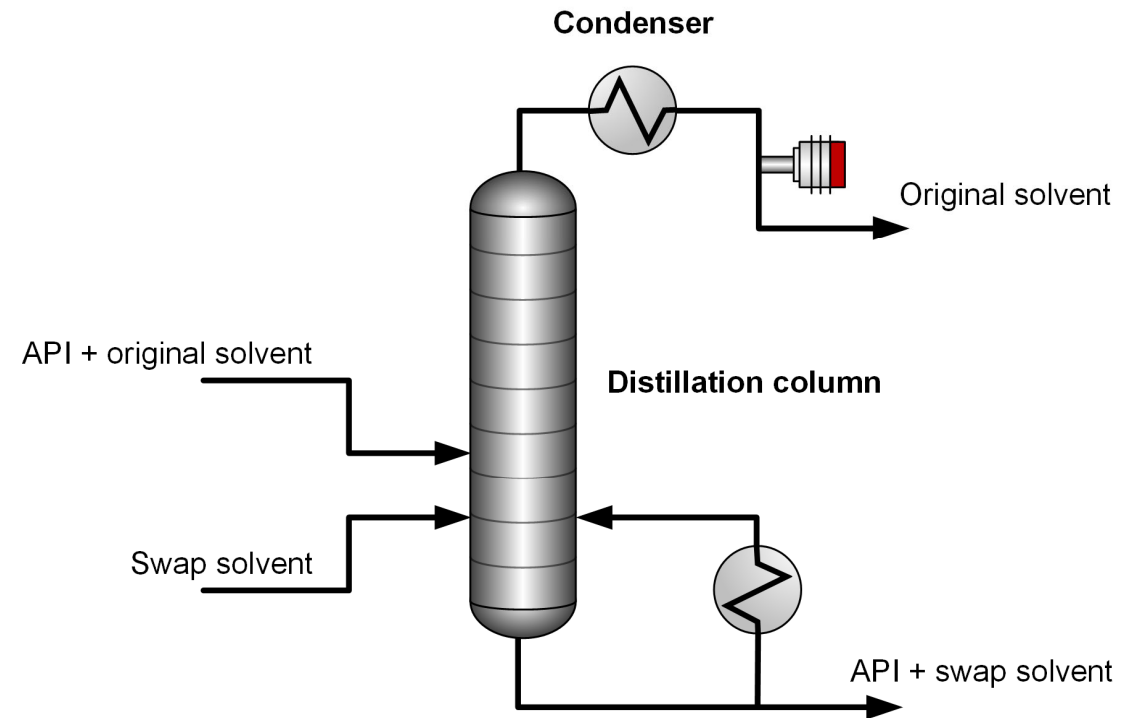 Condenser
Original solvent
API + original solvent
Distillation column
Swap solvent
API + swap solvent